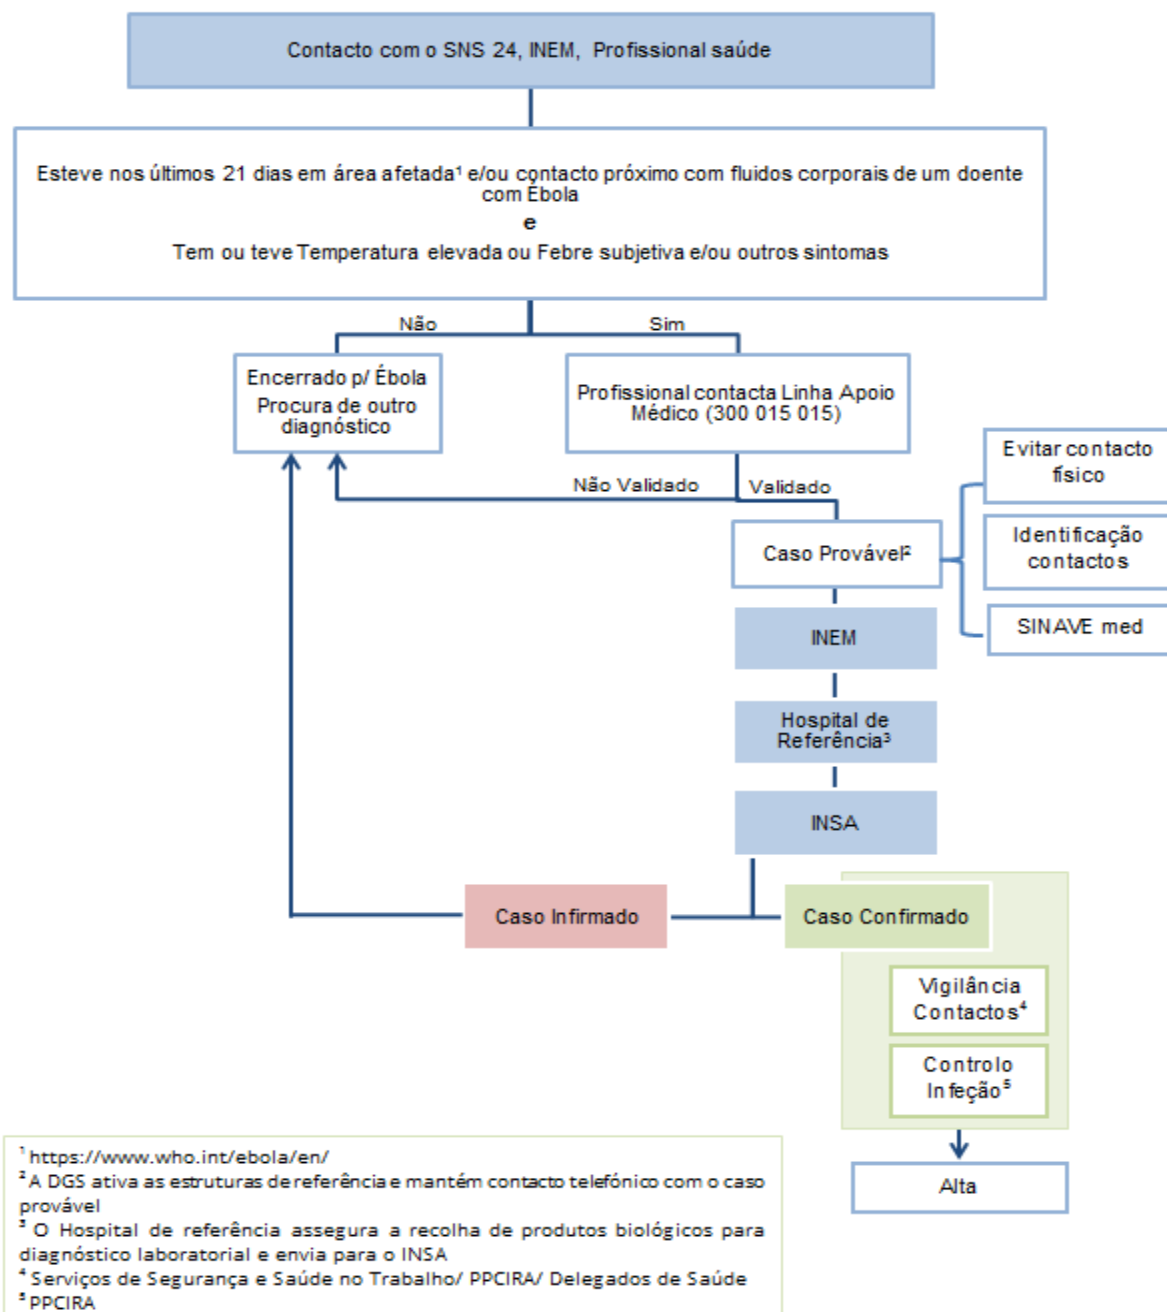 Contacto com o SNS 24, INEM, Profissional saúde
Esteve nos últimos 21 dias em área afetada¹ e/ou contacto próximo com fluidos corporais de um doente
com Ébola
e
Tem ou teve Temperatura elevada ou Febre subjetiva e/ou outros sintomas
Não
Sim
Encerrado p/ Ébola
Procura de outro
diagnóstico
Profissional contacta Linha Apoio
Médico (300 015 015)
Não Validado
Validado
Evitar contacto
físico
Identificação
contactos
SINAVE med
Caso Provável²
INEM
Hospital de
Referência³
INSA
Caso Infirmado
Caso Confirmado
Vigilância
Contactos⁴
Controlo
Infeção⁵
Alta
¹ https://www.who.int/ebola/en/
² A DGS ativa as estruturas de referência e mantém contacto telefónico com o caso
provável
³ O Hospital de referência assegura a recolha de produtos biológicos para
diagnóstico laboratorial e envia para o INSA
⁴ Serviços de Segurança e Saúde no Trabalho/ PPCIRA/ Delegados de Saúde
⁵ PPCIRA